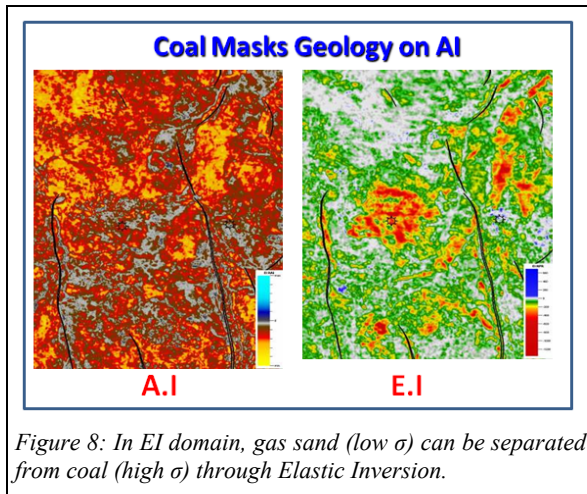 Coal Masks Geology on AI
A.I
E.I
Figure 8: In EI domain, gas sand (low σ) can be separated
from coal (high σ) through Elastic Inversion.